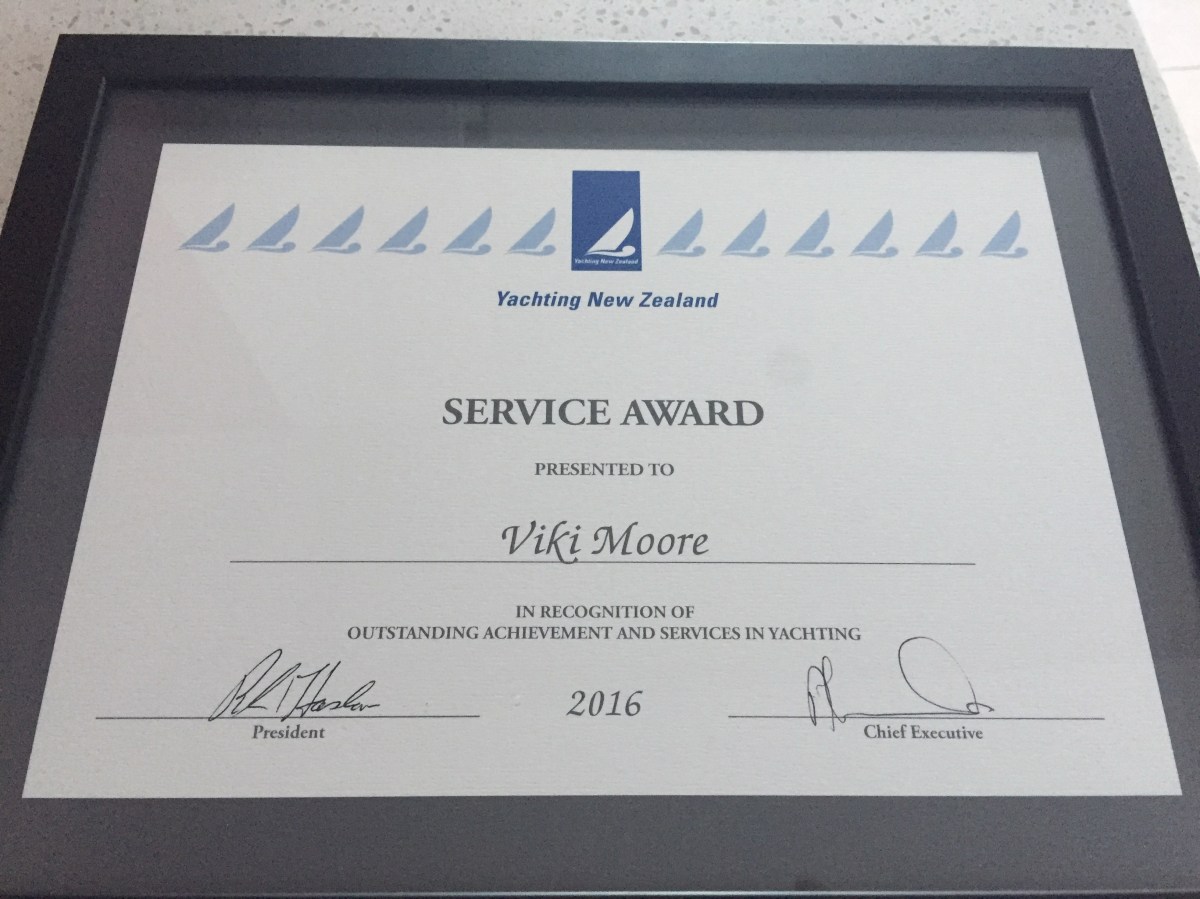 Yachting New Zealand
Yachting New Zealand
SERVICE AWARD
PRESENTED TO
Viki Moore
IN RECOGNITION OF
OUTSTANDING ACHIEVEMENT AND SERVICES IN YACHTING
2016
President
Chief Executive